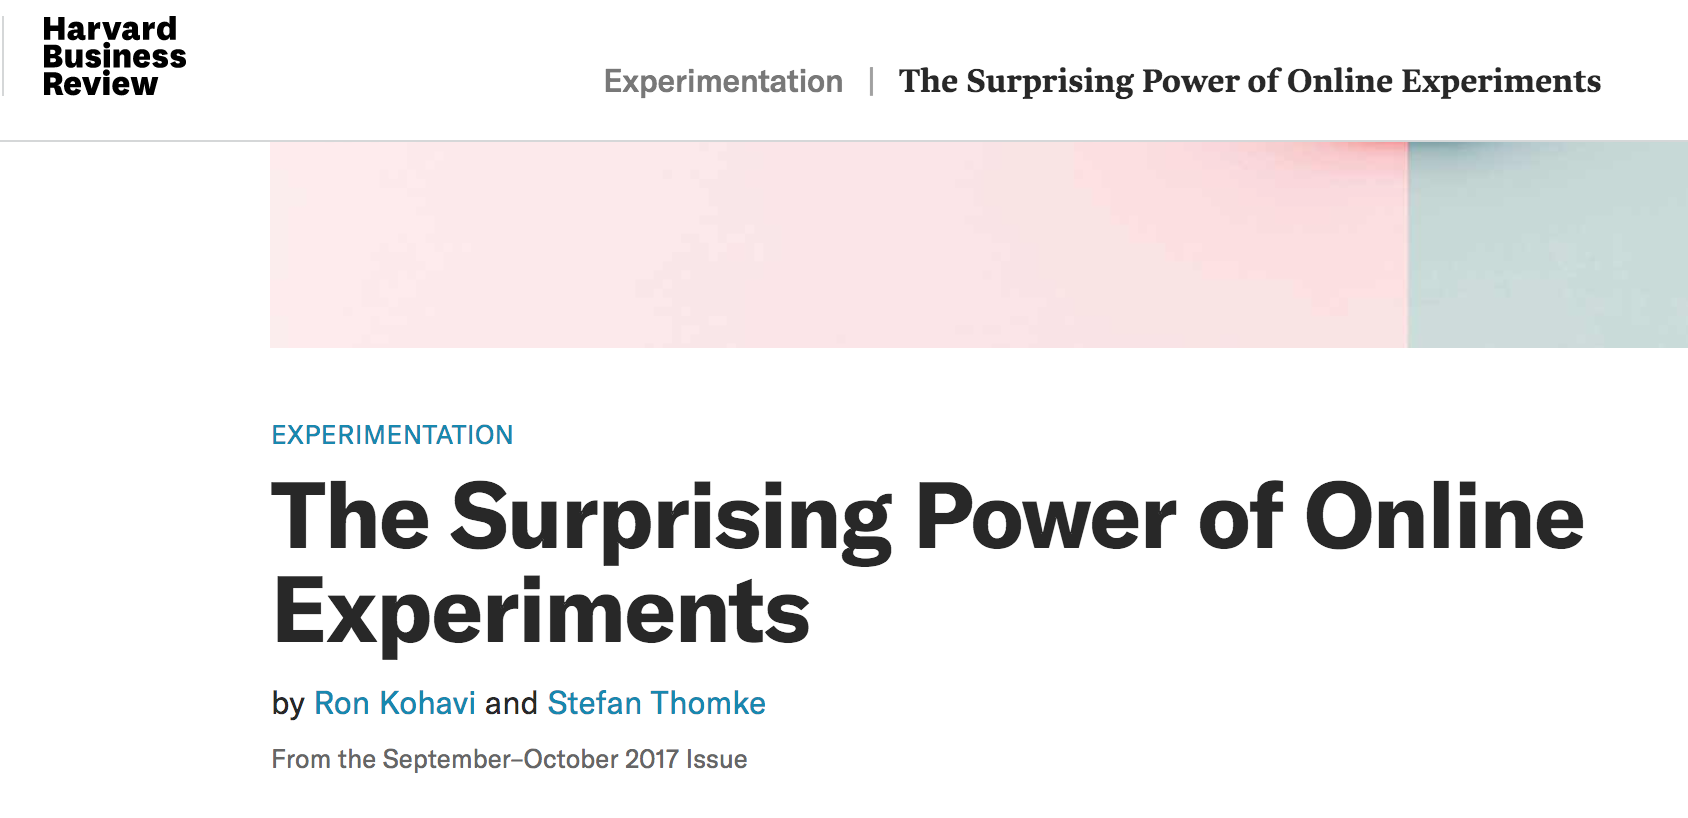 Harvard
Business
Review
Experimentation | The Surprising Power of Online Experiments
EXPERIMENTATION
The Surprising Power of Online
Experiments
by Ron Kohavi and Stefan Thomke
From the September–October 2017 Issue